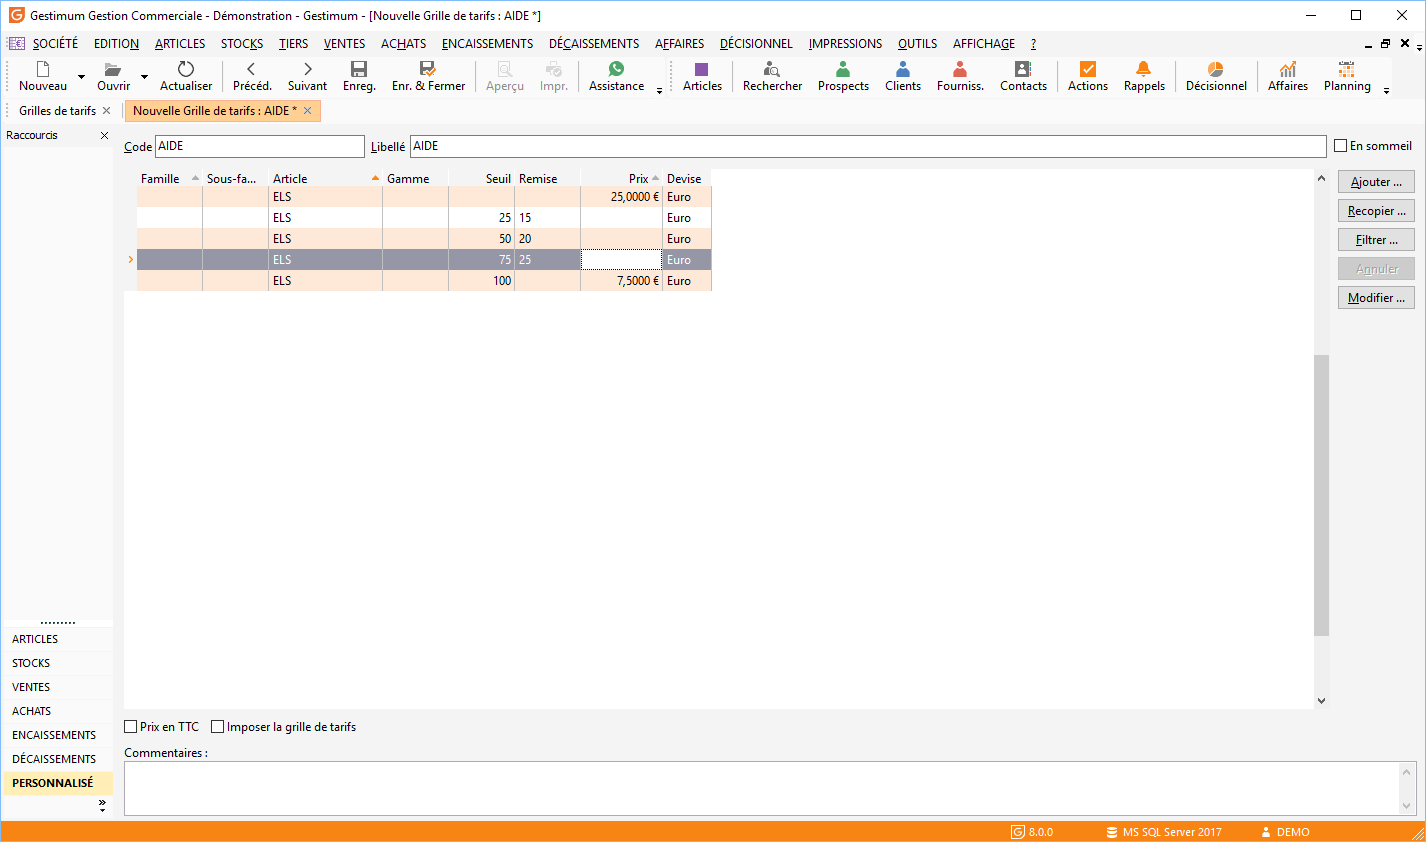 Gestimum Gestion Commerciale - Démonstration - Gestimum - [Nouvelle Grille de tarifs : AIDE *]
SOCIÉTÉ EDITION ARTICLES STOCKS TIERS VENTES ACHATS ENCAISSEMENTS DÉCAISSEMENTS AFFAIRES DÉCISIONNEL IMPRESSIONS OUTILS AFFICHAGE ?
Nouveau Ouvrir Actualiser Précéd. Suivant Enreg. Enr. & Fermer Aperçu Impr. Assistance Articles Rechercher Prospects Clients Fourniss. Contacts Actions Rappels Décisionnel Affaires Planning
Grilles de tarifs Nouvelle Grille de tarifs : AIDE *
Raccourcis
Code AIDE Libellé AIDE En sommeil
Famille Sous-fa... Article Gamme Seuil Remise Prix Devise
ELS 25,0000 € Euro
ELS 25 15 Euro
ELS 50 20 Euro
ELS 75 25 Euro
ELS 100 7,5000 € Euro
Ajouter ...
Recopier ...
Filtrer ...
Annuler
Modifier ...
ARTICLES
STOCKS
VENTES
ACHATS
ENCAISSEMENTS
DÉCAISSEMENTS
PERSONNALISÉ
Prix en TTC Imposer la grille de tarifs
Commentaires :
8.0.0 MS SQL Server 2017 DEMO